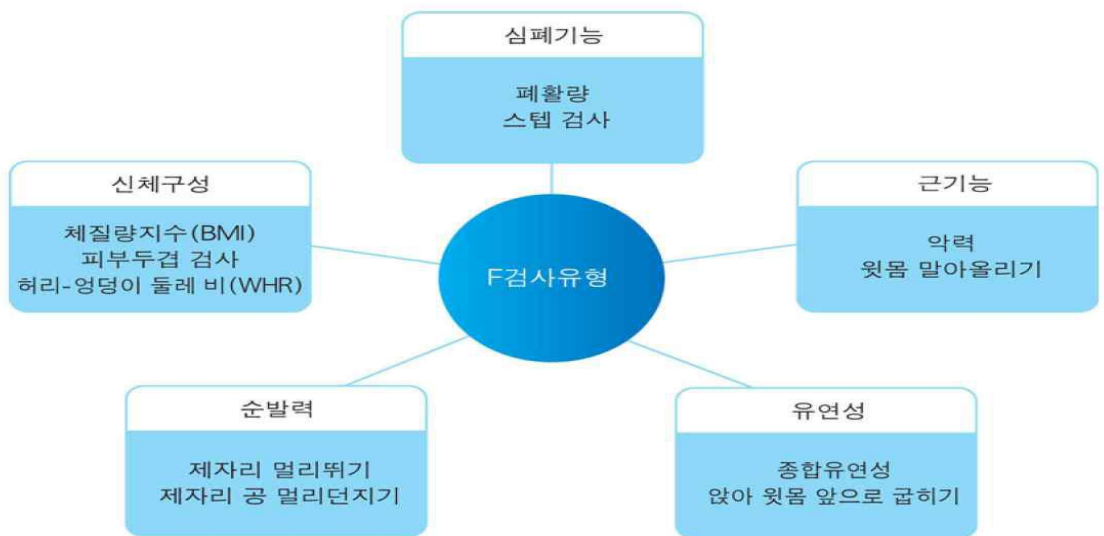 심폐기능
폐활량
스텝 검사
신체구성
체질량지수(BMI)
피부두겹 검사
허리-엉덩이 둘레 비(WHR)
F검사유형
근기능
악력
윗몸 말아올리기
순발력
제자리 멀리뛰기
제자리 공 멀리던지기
유연성
종합유연성
앉아 윗몸 앞으로 굽히기